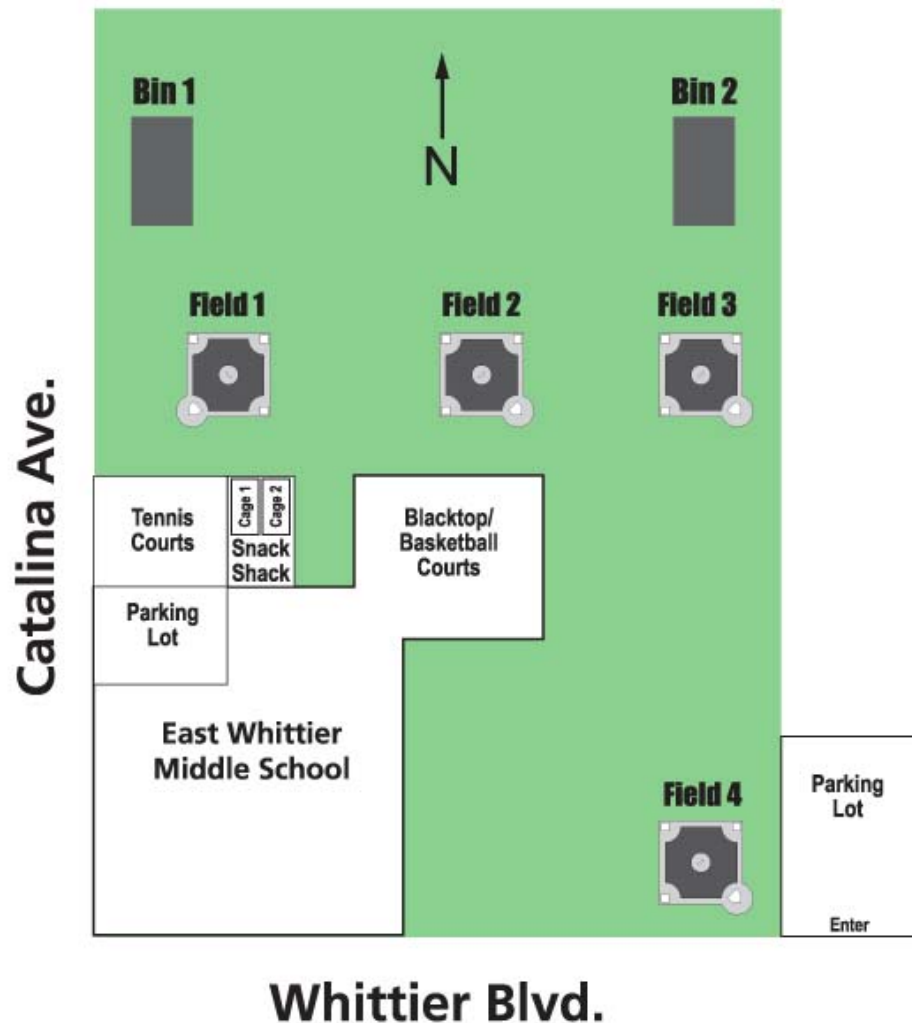 Bin 1
Bin 2
N
Field 1
Field 2
Field 3
Catalina Ave.
Tennis
Courts
Cage 1
Cage 2
Snack
Shack
Blacktop/
Basketball
Courts
Parking
Lot
East Whittier
Middle School
Field 4
Parking
Lot
Enter
Whittier Blvd.